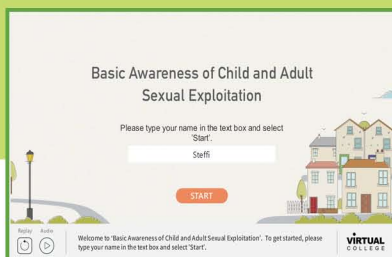 Basic Awareness of Child and Adult
Sexual Exploitation
Please type your name in the text box and select
'Start'.
Steffi
START
Replay Audio
Welcome to 'Basic Awareness of Child and Adult Sexual Exploitation'. To get started, please
type your name in the text box and select 'Start'.
VIRTUAL
COLLEGE